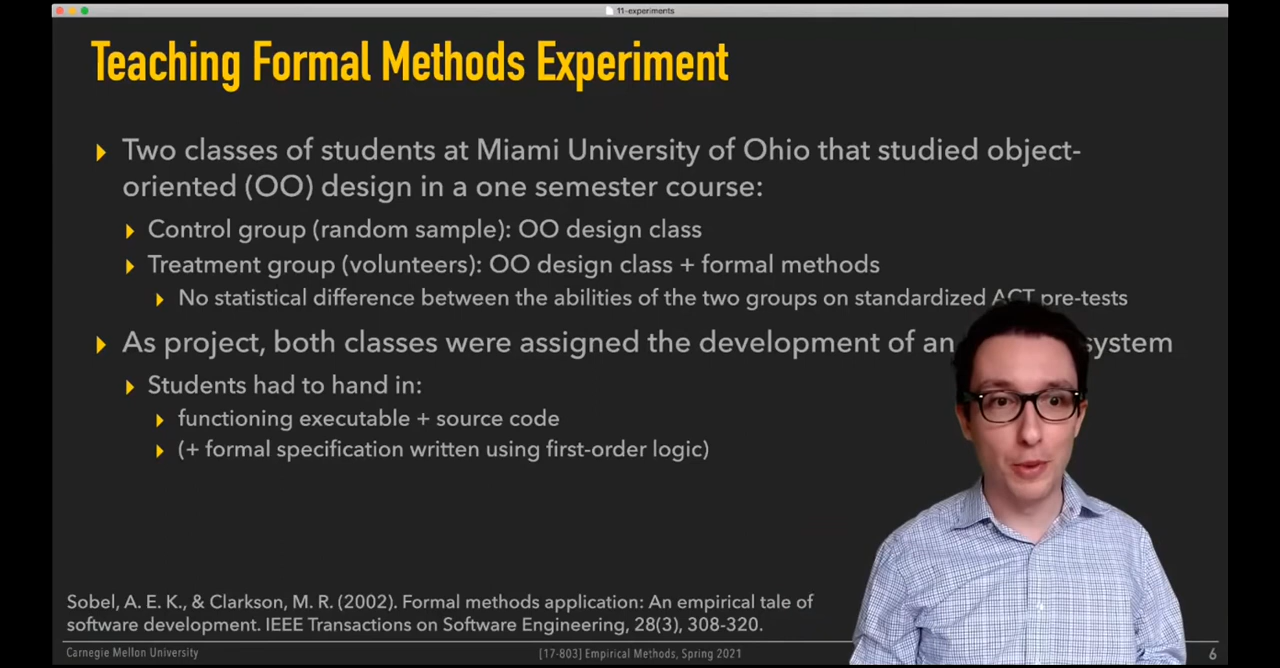 11-experiments
Teaching Formal Methods Experiment
Two classes of students at Miami University of Ohio that studied object-
oriented (OO) design in a one semester course:
Control group (random sample): OO design class
Treatment group (volunteers): OO design class + formal methods
No statistical difference between the abilities of the two groups on standardized ACT pre-tests
As project, both classes were assigned the development of an system
Students had to hand in:
functioning executable + source code
(+ formal specification written using first-order logic)
Sobel, A. E. K., & Clarkson, M. R. (2002). Formal methods application: An empirical tale of
software development. IEEE Transactions on Software Engineering, 28(3), 308-320.
Carnegie Mellon University
[17-803] Empirical Methods, Spring 2021
6